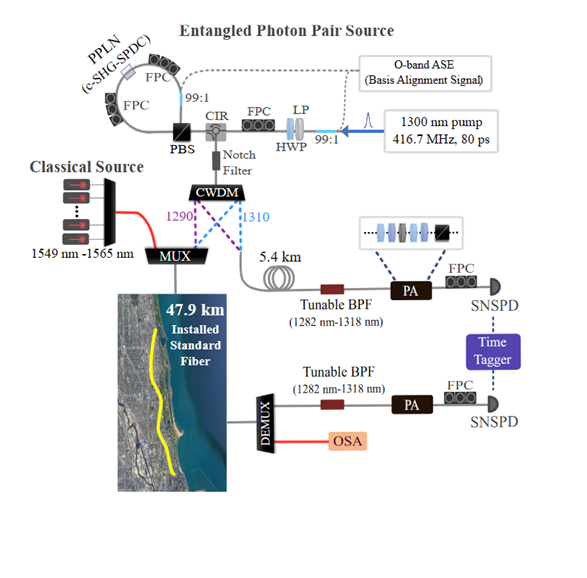 Entangled Photon Pair Source
PPLN
(c-SHG-SPDC)
FPC
FPC
99:1
PBS
CIR
FPC
LP
HWP
99:1
O-band ASE
(Basis Alignment Signal)
1300 nm pump
416.7 MHz, 80 ps
Notch
Filter
Classical Source
CWDM
1290
1310
1549 nm -1565 nm
MUX
5.4 km
Tunable BPF
(1282 nm-1318 nm)
PA
FPC
SNSPD
47.9 km
Installed
Standard
Fiber
Time
Tagger
Tunable BPF
(1282 nm-1318 nm)
DEMUX
PA
FPC
SNSPD
OSA